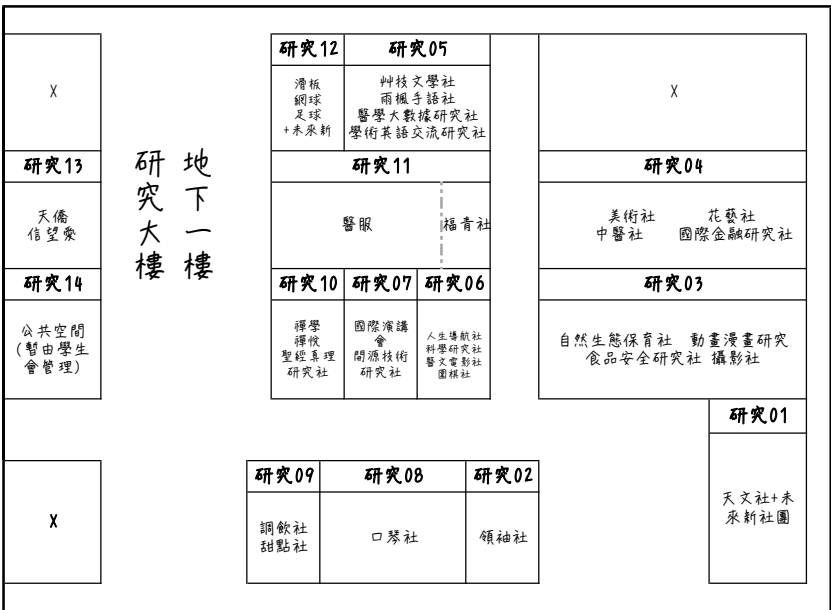 X
研究13
天僑
信望愛
研究14
公共空間
(暫由學生
會管理)
X
研究大樓
地下一樓
研究12
滑板
網球
足球
+未來新
研究05
艸技文學社
雨楓手語社
醫學大數據研究社
學術英語交流研究社
研究11
醫服
福青社
研究10
禪學
禪悅
聖經真理
研究社
研究07
國際演講
會
開源技術
研究社
研究06
人生導航社
科學研究社
醫文電影社
圍棋社
X
研究04
美術社 花藝社
中醫社 國際金融研究社
研究03
自然生態保育社 動畫漫畫研究
食品安全研究社 攝影社
研究01
天文社+未
來新社團
研究09
調飲社
甜點社
研究08
口琴社
研究02
領袖社